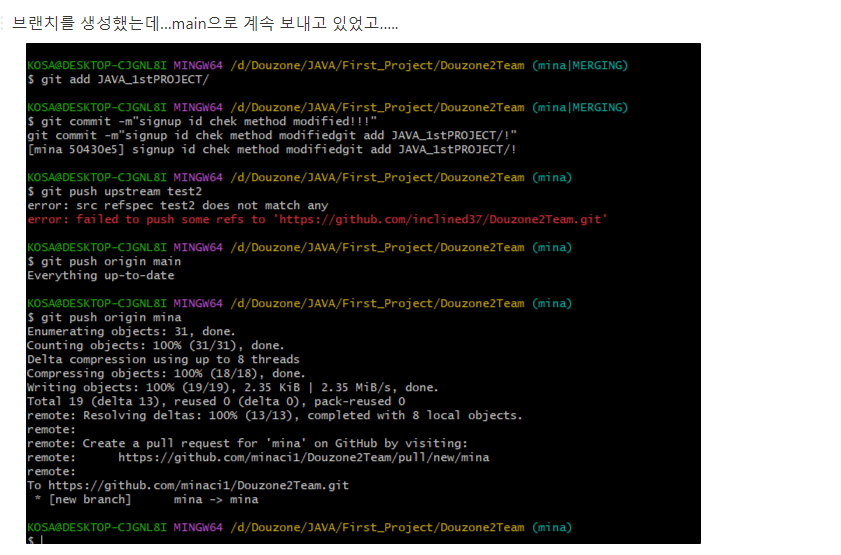 브랜치를 생성했는데...main으로 계속 보내고 있었고.....
KOSA@DESKTOP-CJGNL8I MINGW64 /d/Douzone/JAVA/First_Project/Douzone2Team (mina|MERGING)
$ git add JAVA_1stPROJECT/
KOSA@DESKTOP-CJGNL8I MINGW64 /d/Douzone/JAVA/First_Project/Douzone2Team (mina|MERGING)
$ git commit -m"signup id chek method modified!!!"
git commit -m"signup id chek method modifiedgit add JAVA_1stPROJECT/!"
[mina 50430e5] signup id chek method modifiedgit add JAVA_1stPROJECT/!
KOSA@DESKTOP-CJGNL8I MINGW64 /d/Douzone/JAVA/First_Project/Douzone2Team (mina)
$ git push upstream test2
error: src refspec test2 does not match any
error: failed to push some refs to 'https://github.com/inclined37/Douzone2Team.git'
KOSA@DESKTOP-CJGNL8I MINGW64 /d/Douzone/JAVA/First_Project/Douzone2Team (mina)
$ git push origin main
Everything up-to-date
KOSA@DESKTOP-CJGNL8I MINGW64 /d/Douzone/JAVA/First_Project/Douzone2Team (mina)
$ git push origin mina
Enumerating objects: 31, done.
Counting objects: 100% (31/31), done.
Delta compression using up to 8 threads
Compressing objects: 100% (18/18), done.
Writing objects: 100% (19/19), 2.35 KiB | 2.35 MiB/s, done.
Total 19 (delta 13), reused 0 (delta 0), pack-reused 0
remote: Resolving deltas: 100% (13/13), completed with 8 local objects.
remote:
remote: Create a pull request for 'mina' on GitHub by visiting:
remote:      https://github.com/minaci1/Douzone2Team/pull/new/mina
remote:
To https://github.com/minaci1/Douzone2Team.git
 * [new branch]      mina -> mina
KOSA@DESKTOP-CJGNL8I MINGW64 /d/Douzone/JAVA/First_Project/Douzone2Team (mina)
$